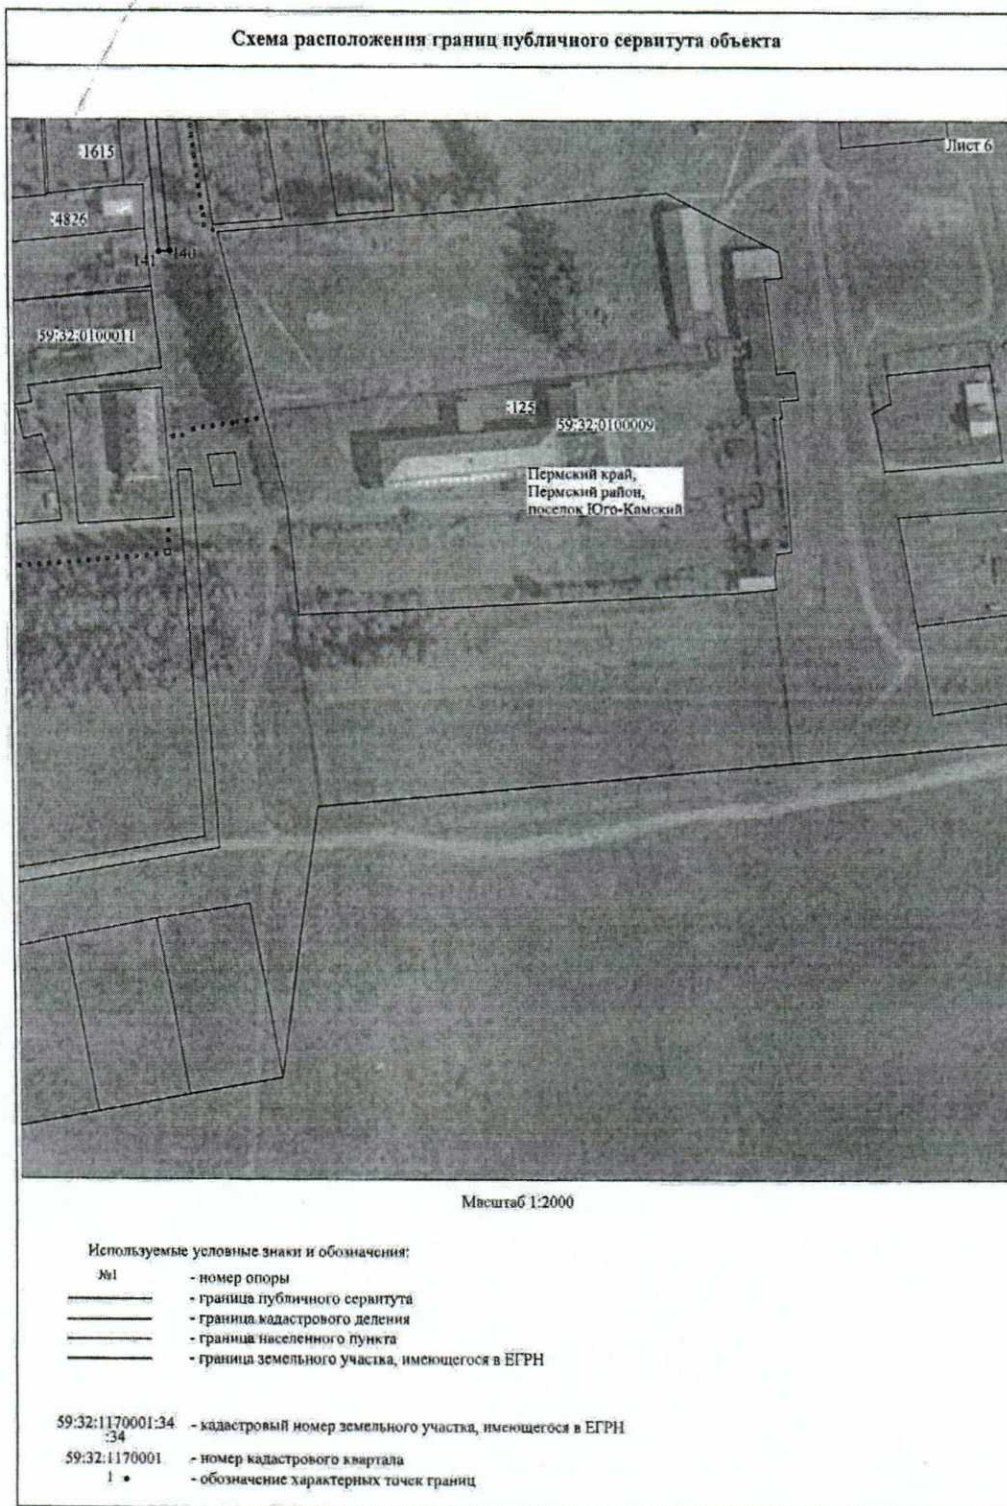 Схема расположения границ публичного сервитута объекта
Лист 6
:1615
:4826
141 140
59:32:0100011
:125
59:32:0100009
Пермский край,
Пермский район,
поселок Юго-Камский
Масштаб 1:2000
Используемые условные знаки и обозначения:
№1 - номер опоры
- граница публичного сервитута
- граница кадастрового деления
- граница населенного пункта
- граница земельного участка, имеющегося в ЕГРН
59:32:1170001:34 - кадастровый номер земельного участка, имеющегося в ЕГРН
:34
59:32:1170001 - номер кадастрового квартала
1 • - обозначение характерных точек границ